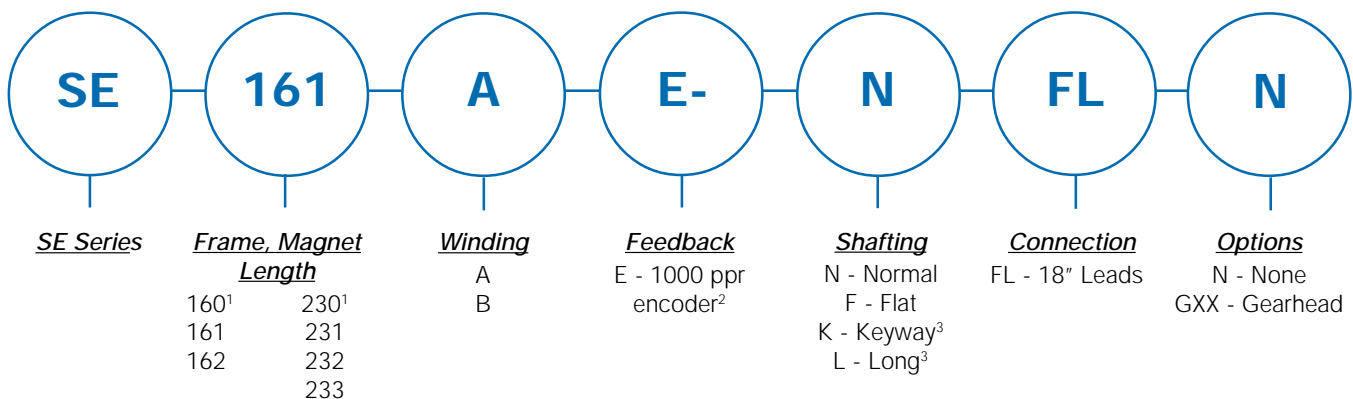 SE 161 A E- N FL N
SE Series
Frame, Magnet
Length
160¹ 230¹
161 231
162 232
233
Winding
A
B
Feedback
E - 1000 ppr
encoder²
Shafting
N - Normal
F - Flat
K - Keyway³
L - Long³
Connection
FL - 18" Leads
Options
N - None
GXX - Gearhead